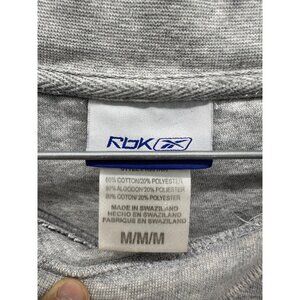 Rbk
60% COTTON/20% POLYESTER
80% ALGODON/20% POLIESTER
80% COTON/20% POLYESTER
MADE IN SWAZILAND
HECHO EN SWAZILAND
FABRIQUE EN SWAZILAND
M/M/M